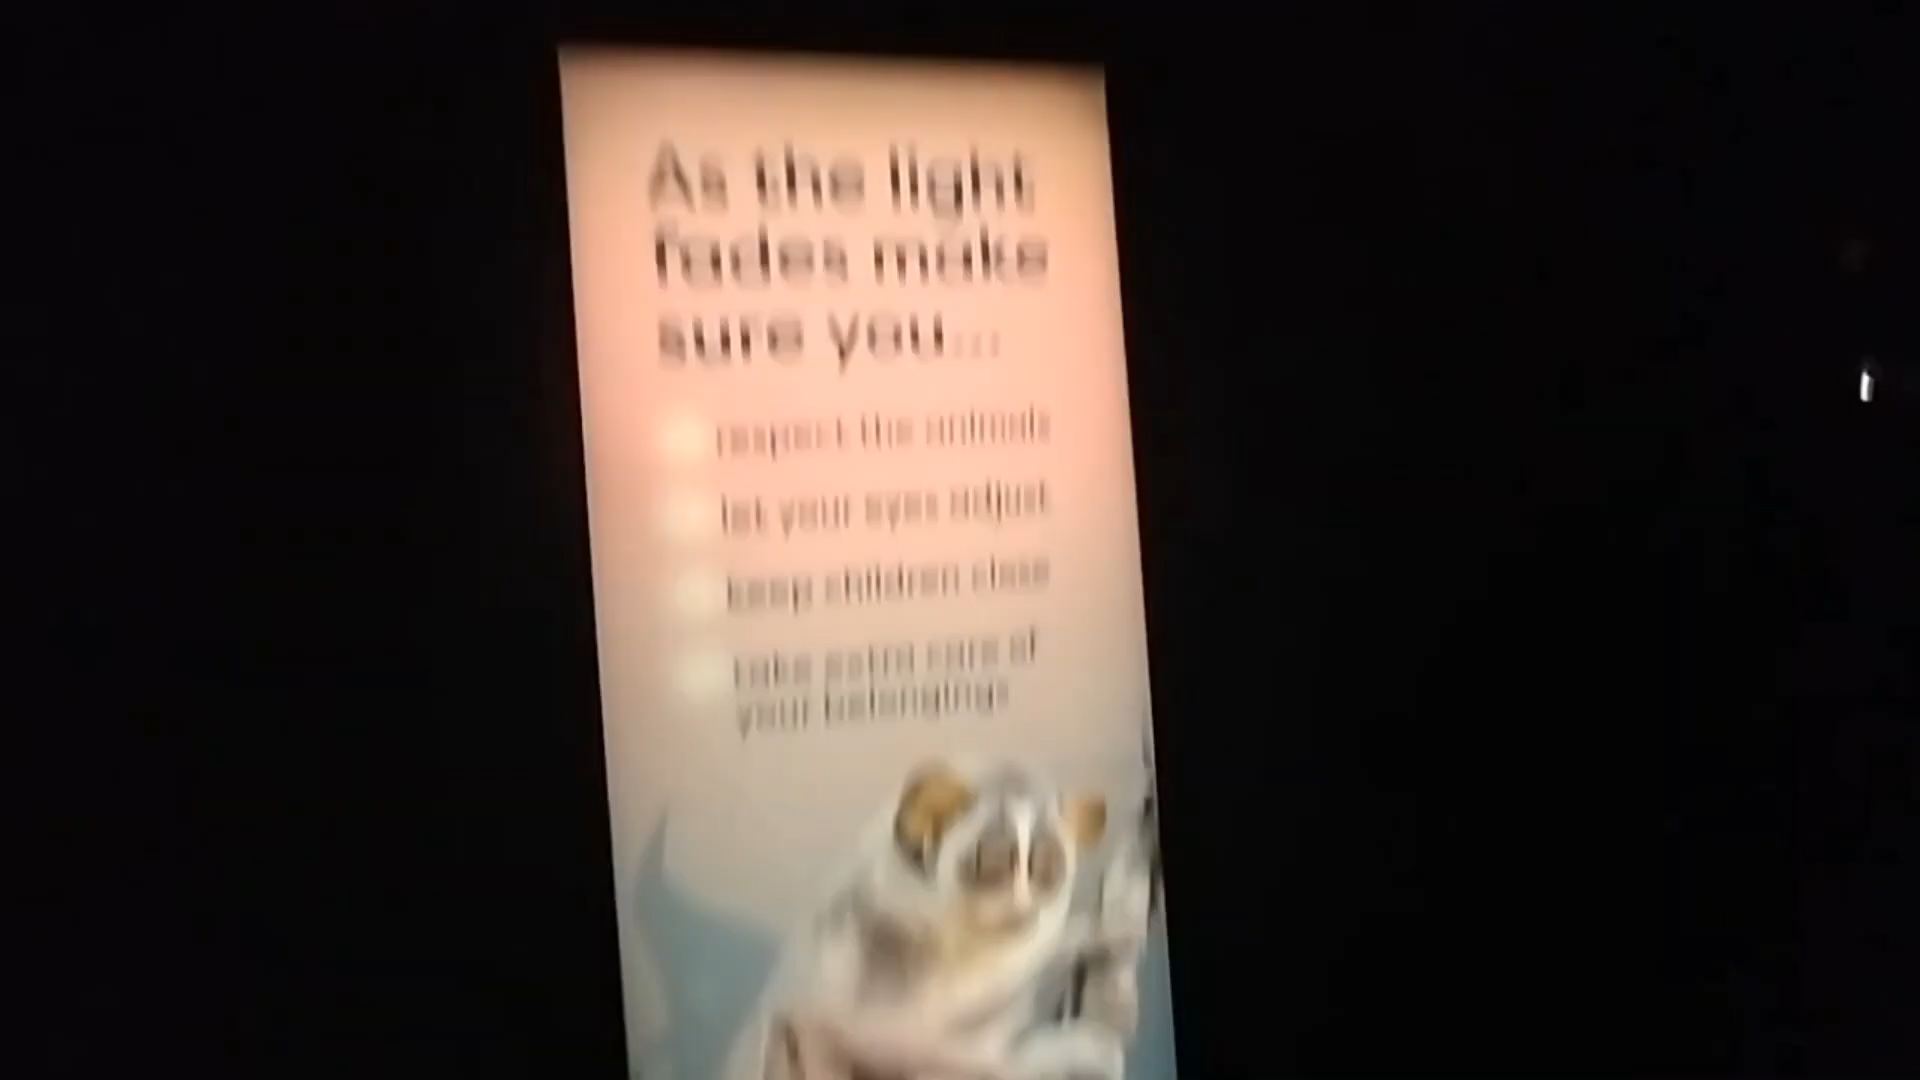 As the light
fades make
sure you...
respect the animals
let your eyes adjust
keep children close
take extra care of
your belongings